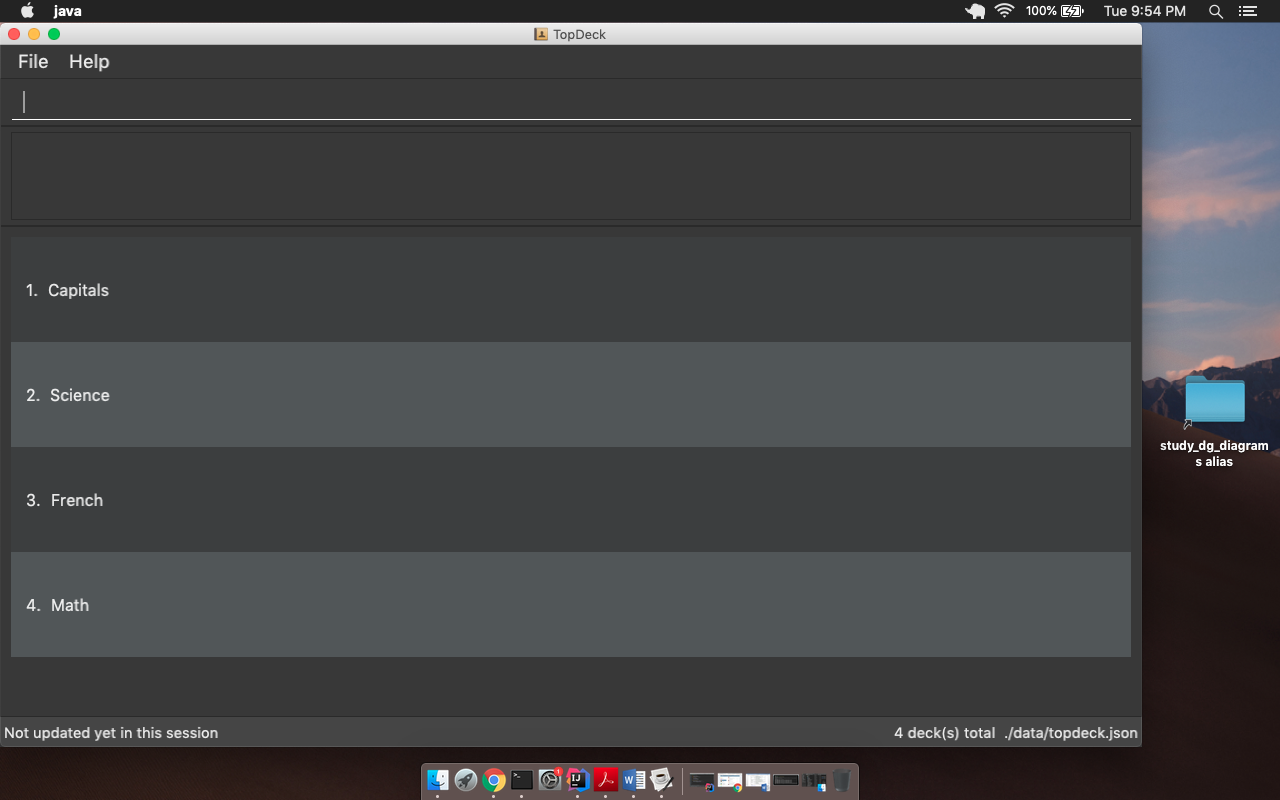 java
100%
Tue 9:54 PM
TopDeck
File Help
1. Capitals
2. Science
3. French
4. Math
study_dg_diagram
s alias
Not updated yet in this session
4 deck(s) total ./data/topdeck.json